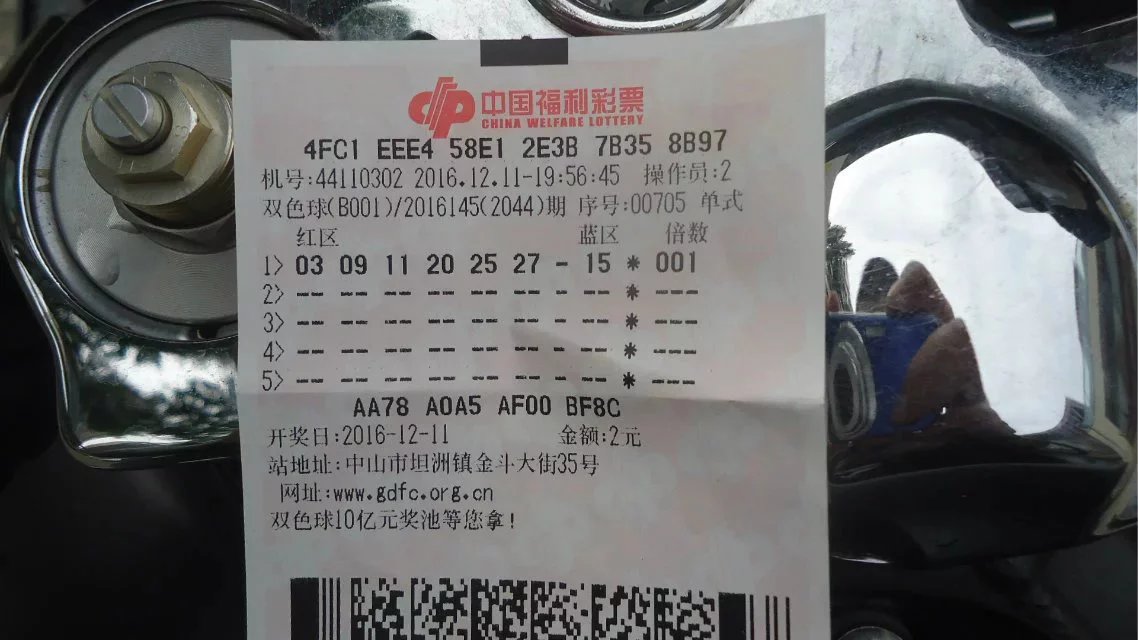 中国福利彩票
CHINA WELFARE LOTTERY
4FC1 EEE4 58E1 2E3B 7B35 8B97
机号:44110302 2016.12.11-19:56:45 操作员:2
双色球(B001)/2016145(2044)期 序号:00705 单式
红区 蓝区 倍数
1> 03 09 11 20 25 27 - 15 * 001
2> -- -- -- -- -- -- - -- * ---
3> -- -- -- -- -- -- - -- * ---
4> -- -- -- -- -- -- - -- * ---
5> -- -- -- -- -- -- - -- * ---
AA78 A0A5 AF00 BF8C
开奖日:2016-12-11 金额:2元
站地址:中山市坦洲镇金斗大街35号
网址:www.gdfc.org.cn
双色球10亿元奖池等您拿!